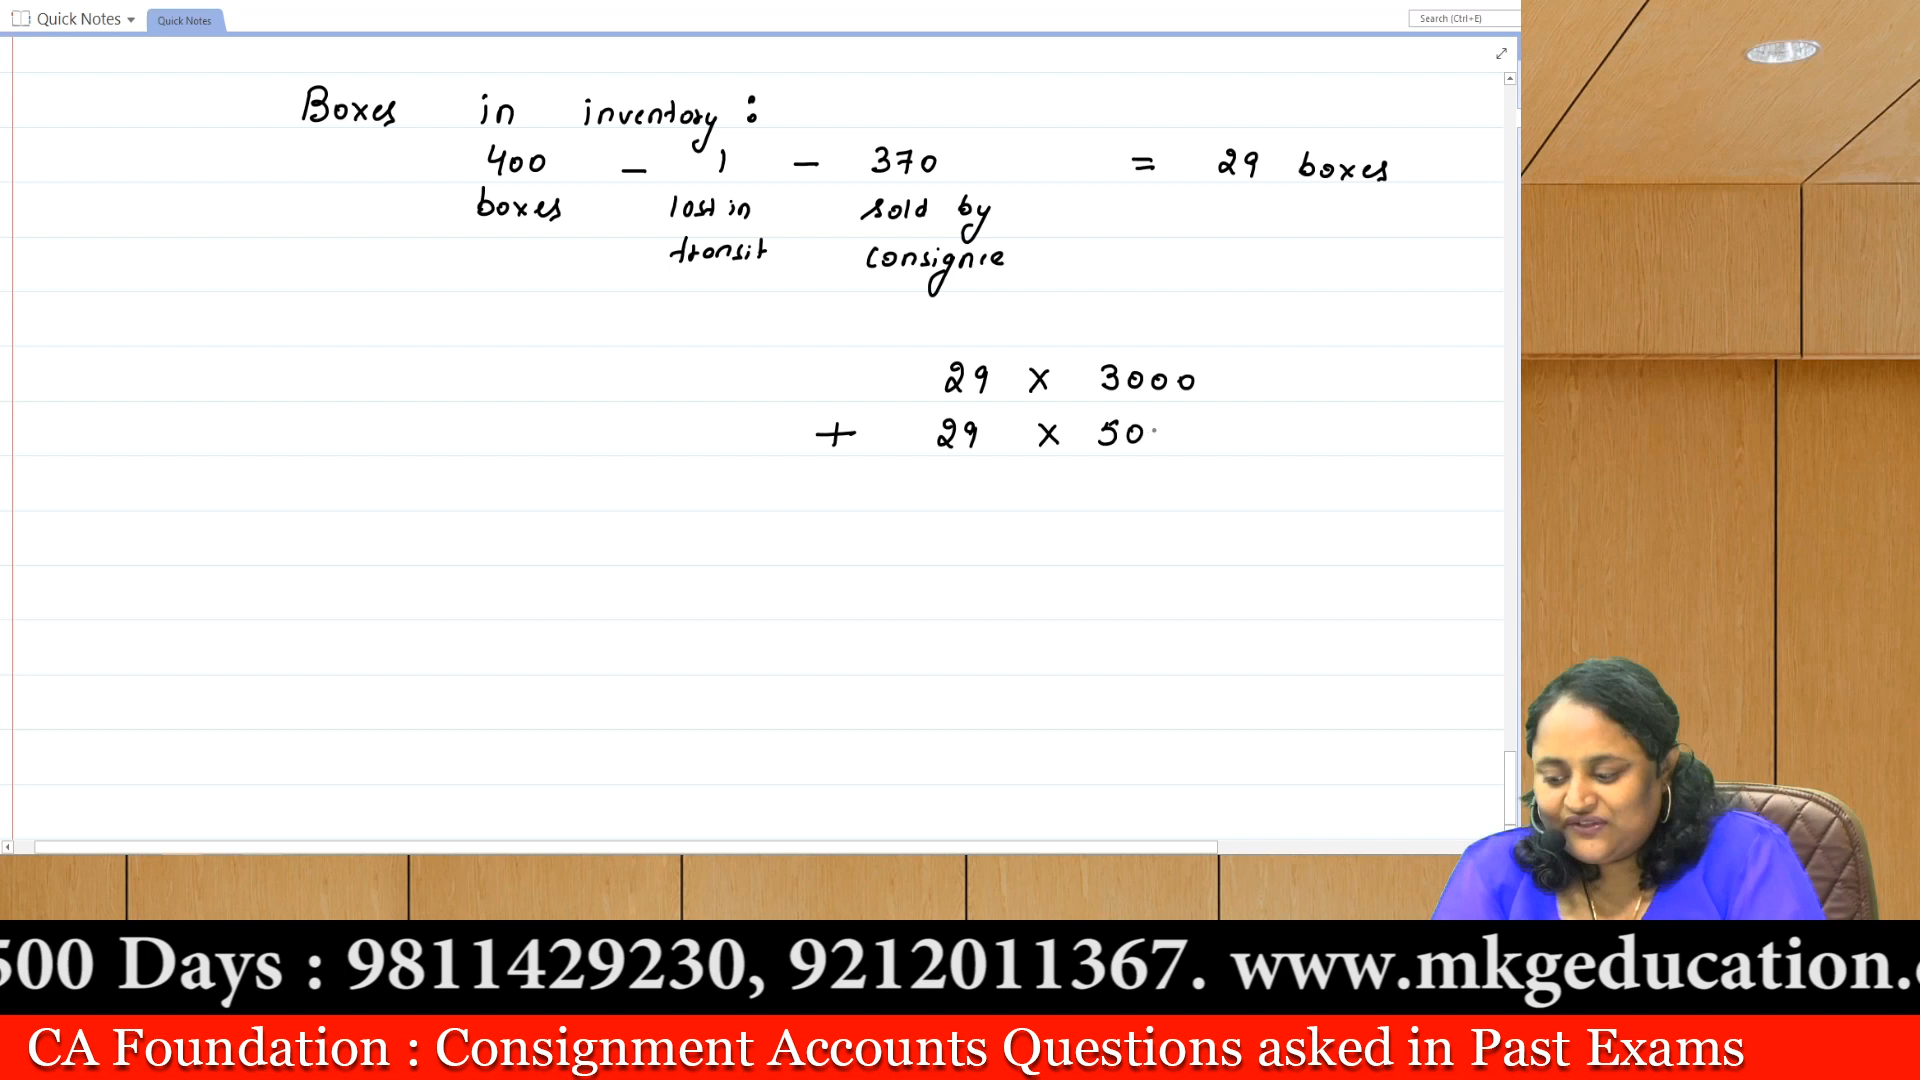 Quick Notes
Quick Notes
Search (Ctrl+E)
Boxes in inventory :
400 - 1 - 370 = 29 boxes
boxes lost in sold by
transit consignee
29 x 3000
+ 29 x 50
500 Days : 9811429230, 9212011367. www.mkgeducation.c
CA Foundation : Consignment Accounts Questions asked in Past Exams